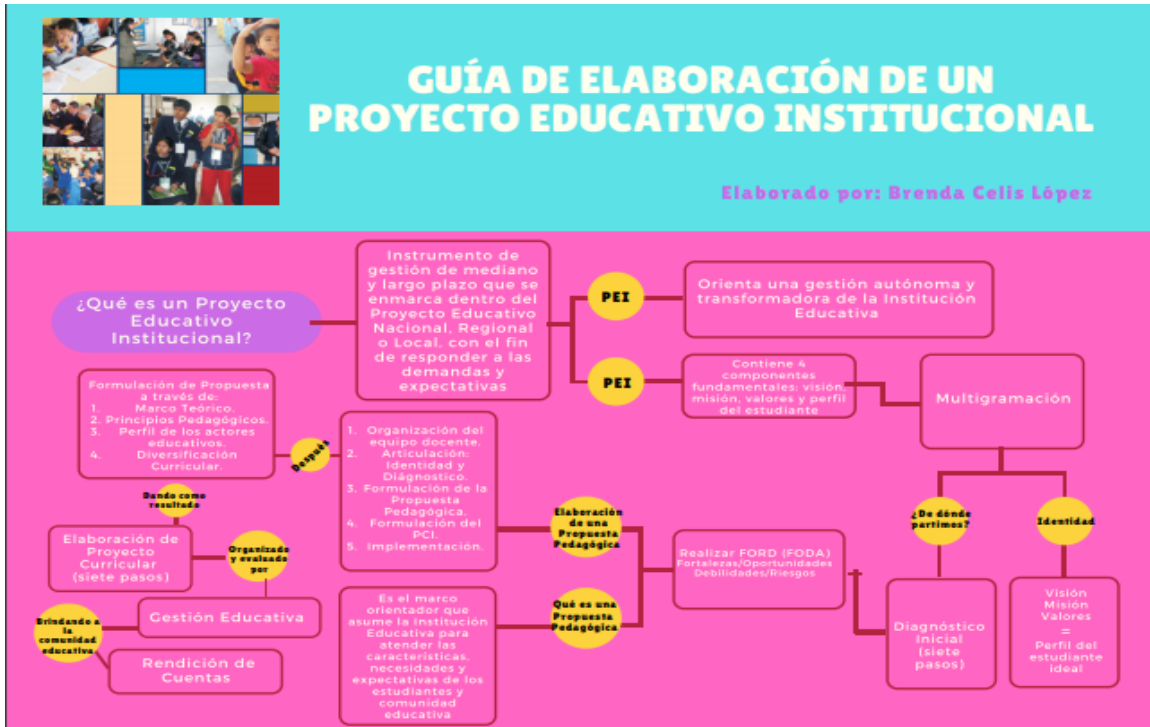 GUÍA DE ELABORACIÓN DE UN
PROYECTO EDUCATIVO INSTITUCIONAL
Elaborado por: Brenda Celis López
¿Qué es un Proyecto
Educativo
Institucional?
Instrumento de
gestión de mediano
y largo plazo que se
enmarca dentro del
Proyecto Educativo
Nacional, Regional
o Local, con el fin
de responder a las
demandas y
expectativas
PEI
Orienta una gestión autónoma y
transformadora de la Institución
Educativa
PEI
Contiene 4
componentes
fundamentales: visión,
misión, valores y perfil
del estudiante
Multigramación
¿De dónde
partimos?
Identidad
Diagnóstico
Inicial
(siete
pasos)
Visión
Misión
Valores
=
Perfil del
estudiante
ideal
Realizar FORD (FODA)
Fortalezas/Oportunidades
Debilidades/Riesgos
Elaboración
de una
Propuesta
Pedagógica
Qué es una
Propuesta
Pedagógica
1. Organización del
equipo docente.
2. Articulación:
Identidad y
Diágnostico.
3. Formulación de la
Propuesta
Pedagógica.
4. Formulación del
PCI.
5. Implementación.
Es el marco
orientador que
asume la Institución
Educativa para
atender las
características,
necesidades y
expectativas de los
estudiantes y
comunidad
educativa
Después
Formulación de Propuesta
a través de:
1. Marco Teórico.
2. Principios Pedagógicos.
3. Perfil de los actores
educativos.
4. Diversificación
Curricular.
Dando como
resultado
Elaboración de
Proyecto
Curricular
(siete pasos)
Organizado
y evaluado
por
Gestión Educativa
Brindando a
la
comunidad
educativa
Rendición de
Cuentas